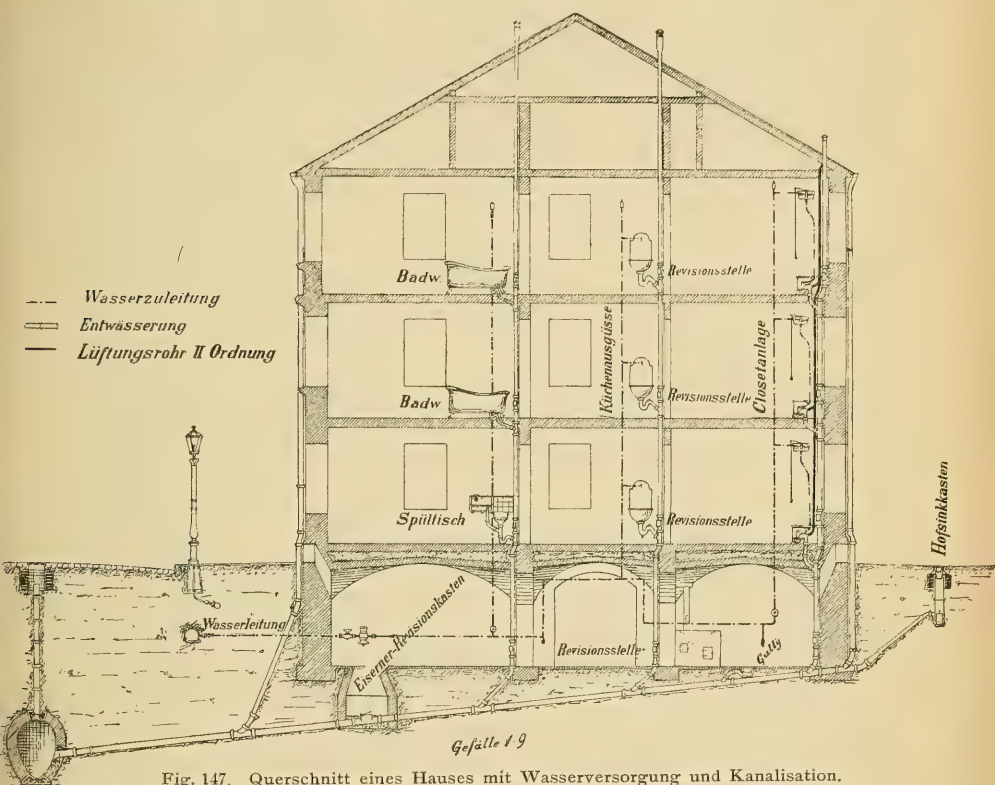 Wasserzuleitung
Entwässerung
Lüftungsrohr II Ordnung
Badw.
Revisionsstelle
Badw
Küchenausgüsse
Revisionsstelle
Closetanlage
Spültisch
Revisionsstelle
Hofsinkkasten
Wasserleitung
Eiserner-Revisionskasten
Revisionsstelle
Gully
Gefälle 1·9
Fig. 147. Querschnitt eines Hauses mit Wasserversorgung und Kanalisation.